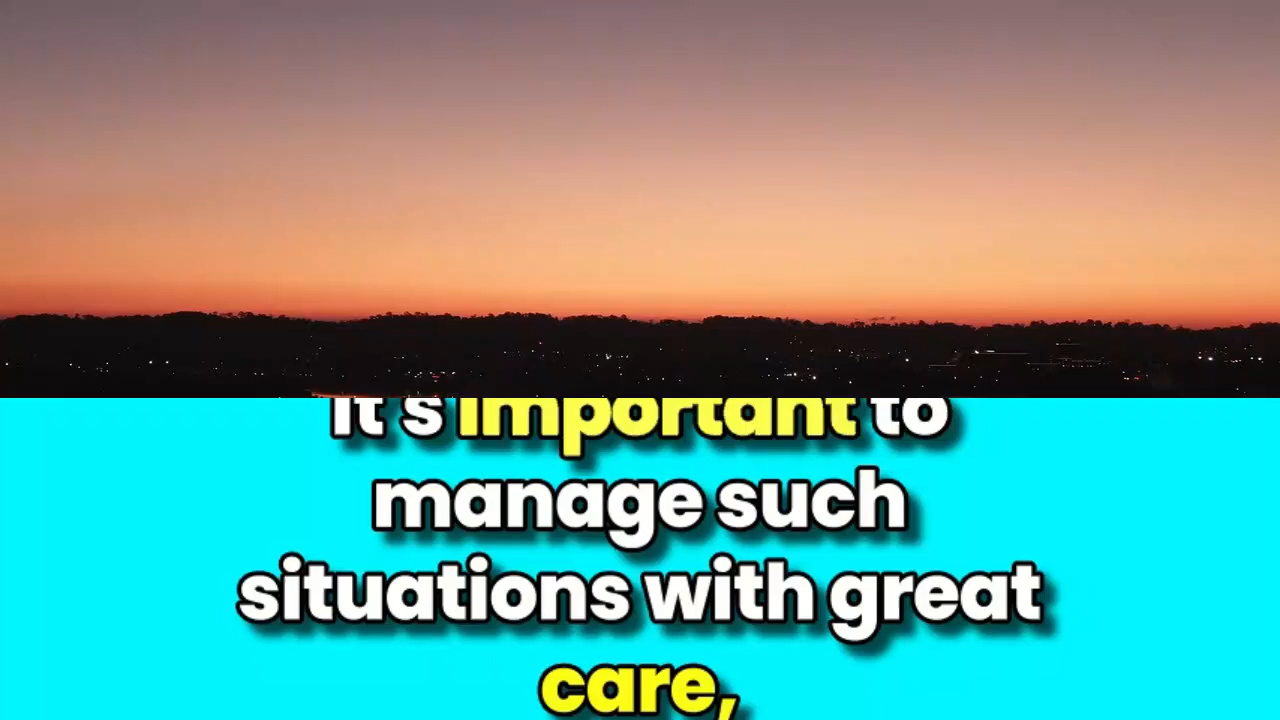 It's important to
manage such
situations with great
care,